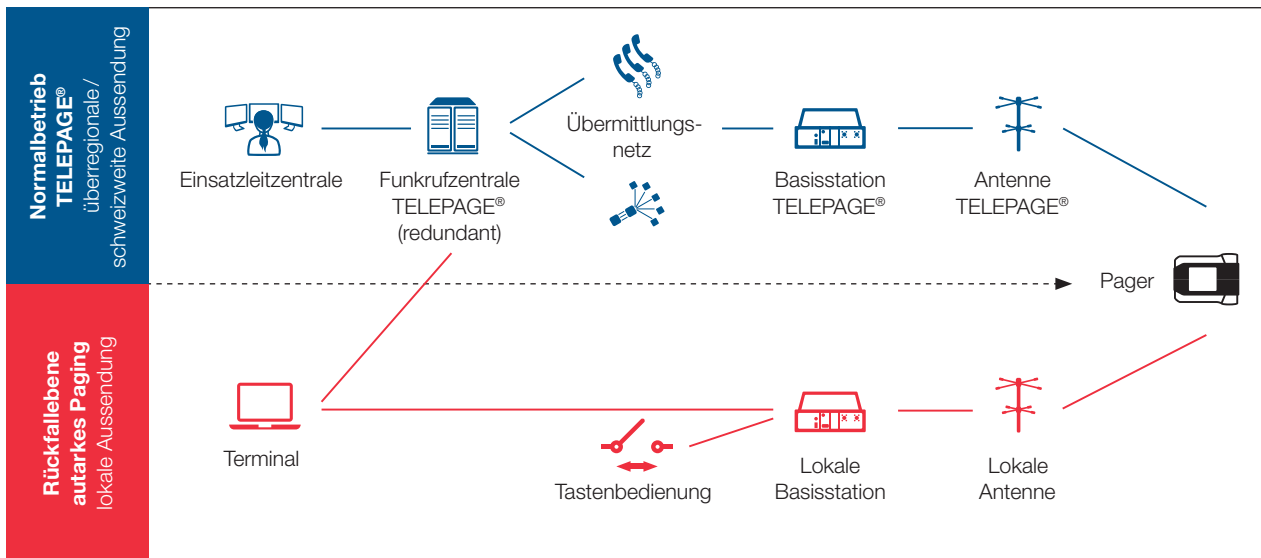 Normalbetrieb
TELEPAGE®
überregionale/
schweizweite Aussendung
Einsatzleitzentrale
Funkrufzentrale
TELEPAGE®
(redundant)
Übermittlungs-
netz
Basisstation
TELEPAGE®
Antenne
TELEPAGE®
Pager
Rückfallebene
autarkes Paging
lokale Aussendung
Terminal
Tastenbedienung
Lokale
Basisstation
Lokale
Antenne